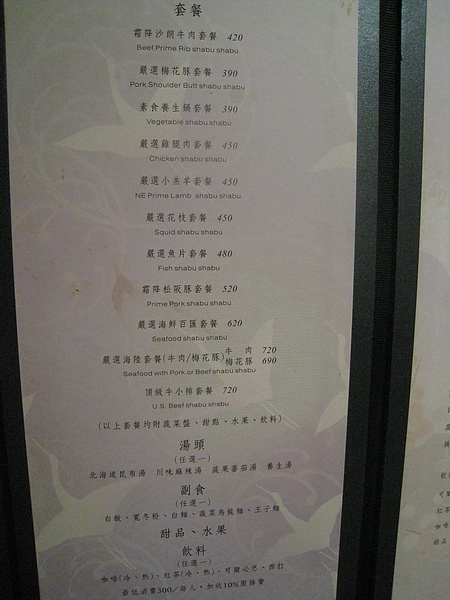 套餐
霜降沙朗牛肉套餐 420
Beef Prime Rib shabu shabu
嚴選梅花豚套餐 390
Pork Shoulder Butt shabu shabu
素食養生鍋套餐 390
Vegetable shabu shabu
嚴選雞腿肉套餐 450
Chicken shabu shabu
嚴選小羔羊套餐 450
NE Prime Lamb shabu shabu
嚴選花枝套餐 450
Squid shabu shabu
嚴選魚片套餐 480
Fish shabu shabu
霜降松阪豚套餐 520
Prime Pork shabu shabu
嚴選海鮮百匯套餐 620
Seafood shabu shabu
嚴選海陸套餐(牛肉/梅花豚) 牛肉 720
梅花豚 690
Seafood with Pork or Beef shabu shabu
頂級牛小排套餐 720
U.S. Beef shabu shabu
(以上套餐均附蔬菜盤、甜點、水果、飲料)
湯頭
(任選一)
北海道昆布湯 川味麻辣湯 蔬果蕃茄湯 養生湯
副食
(任選一)
白飯、寬冬粉、白麵、蔬菜烏龍麵、王子麵
甜品、水果
飲料
(任選一)
咖啡(冷、熱)、紅茶(冷、熱)、可爾必思、西打
最低消費300/每人，加收10%服務費